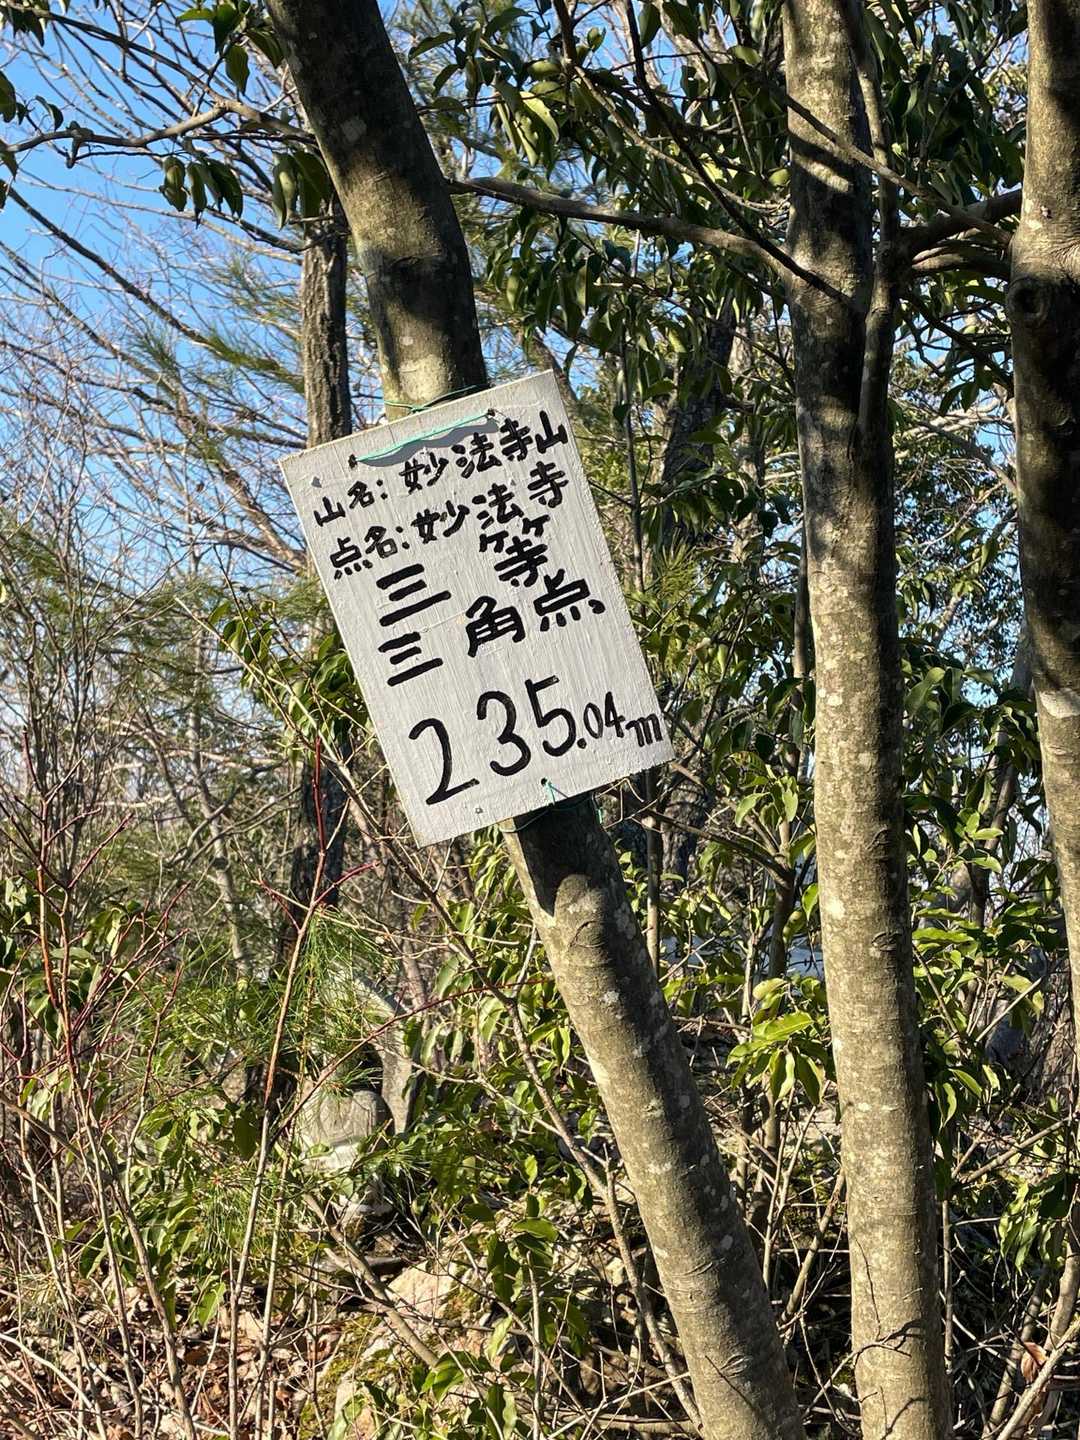 山名:妙法寺山
点名:妙法寺
三等
三角点
235.04m